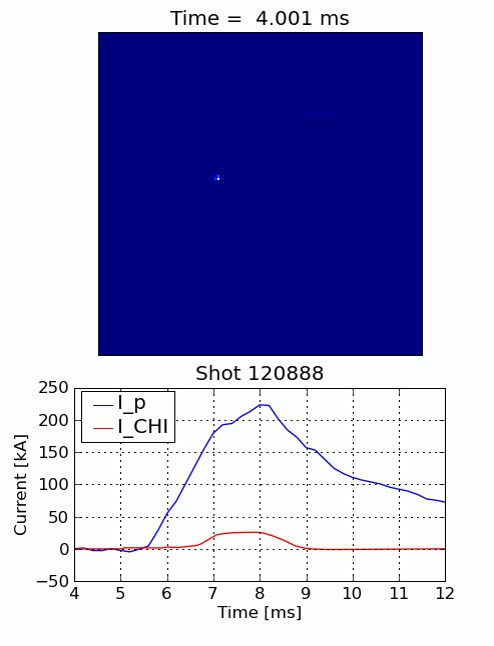 Time = 4.001 ms
Shot 120888
250
200
150
100
50
0
−50
Current [kA]
I_p
I_CHI
4 5 6 7 8 9 10 11 12
Time [ms]